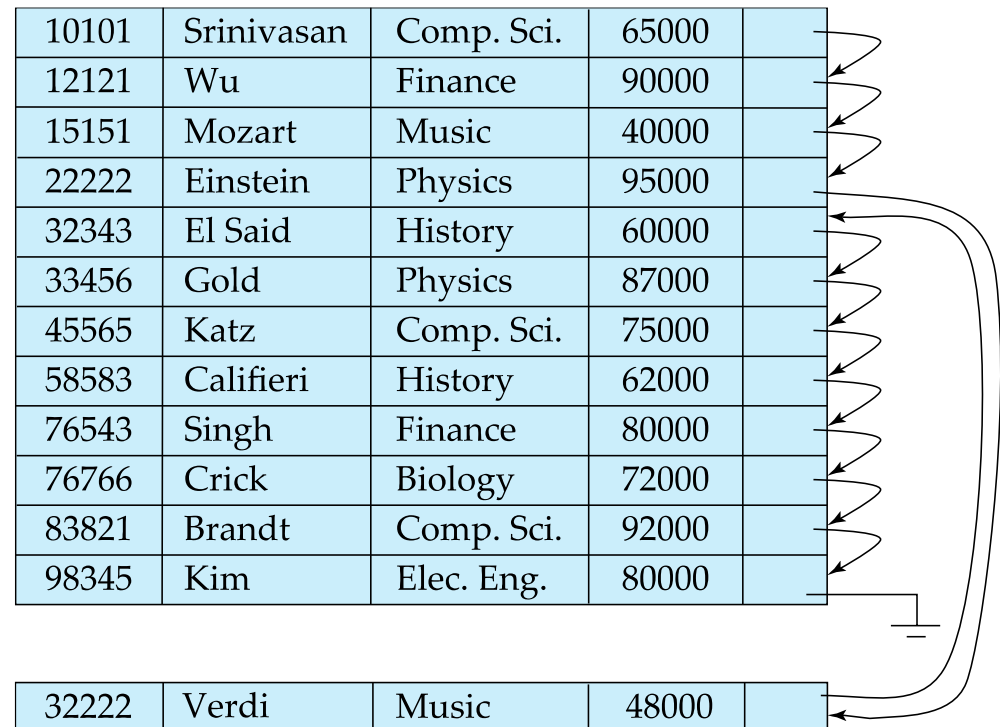 10101 Srinivasan Comp. Sci. 65000
12121 Wu Finance 90000
15151 Mozart Music 40000
22222 Einstein Physics 95000
32343 El Said History 60000
33456 Gold Physics 87000
45565 Katz Comp. Sci. 75000
58583 Califieri History 62000
76543 Singh Finance 80000
76766 Crick Biology 72000
83821 Brandt Comp. Sci. 92000
98345 Kim Elec. Eng. 80000
32222 Verdi Music 48000